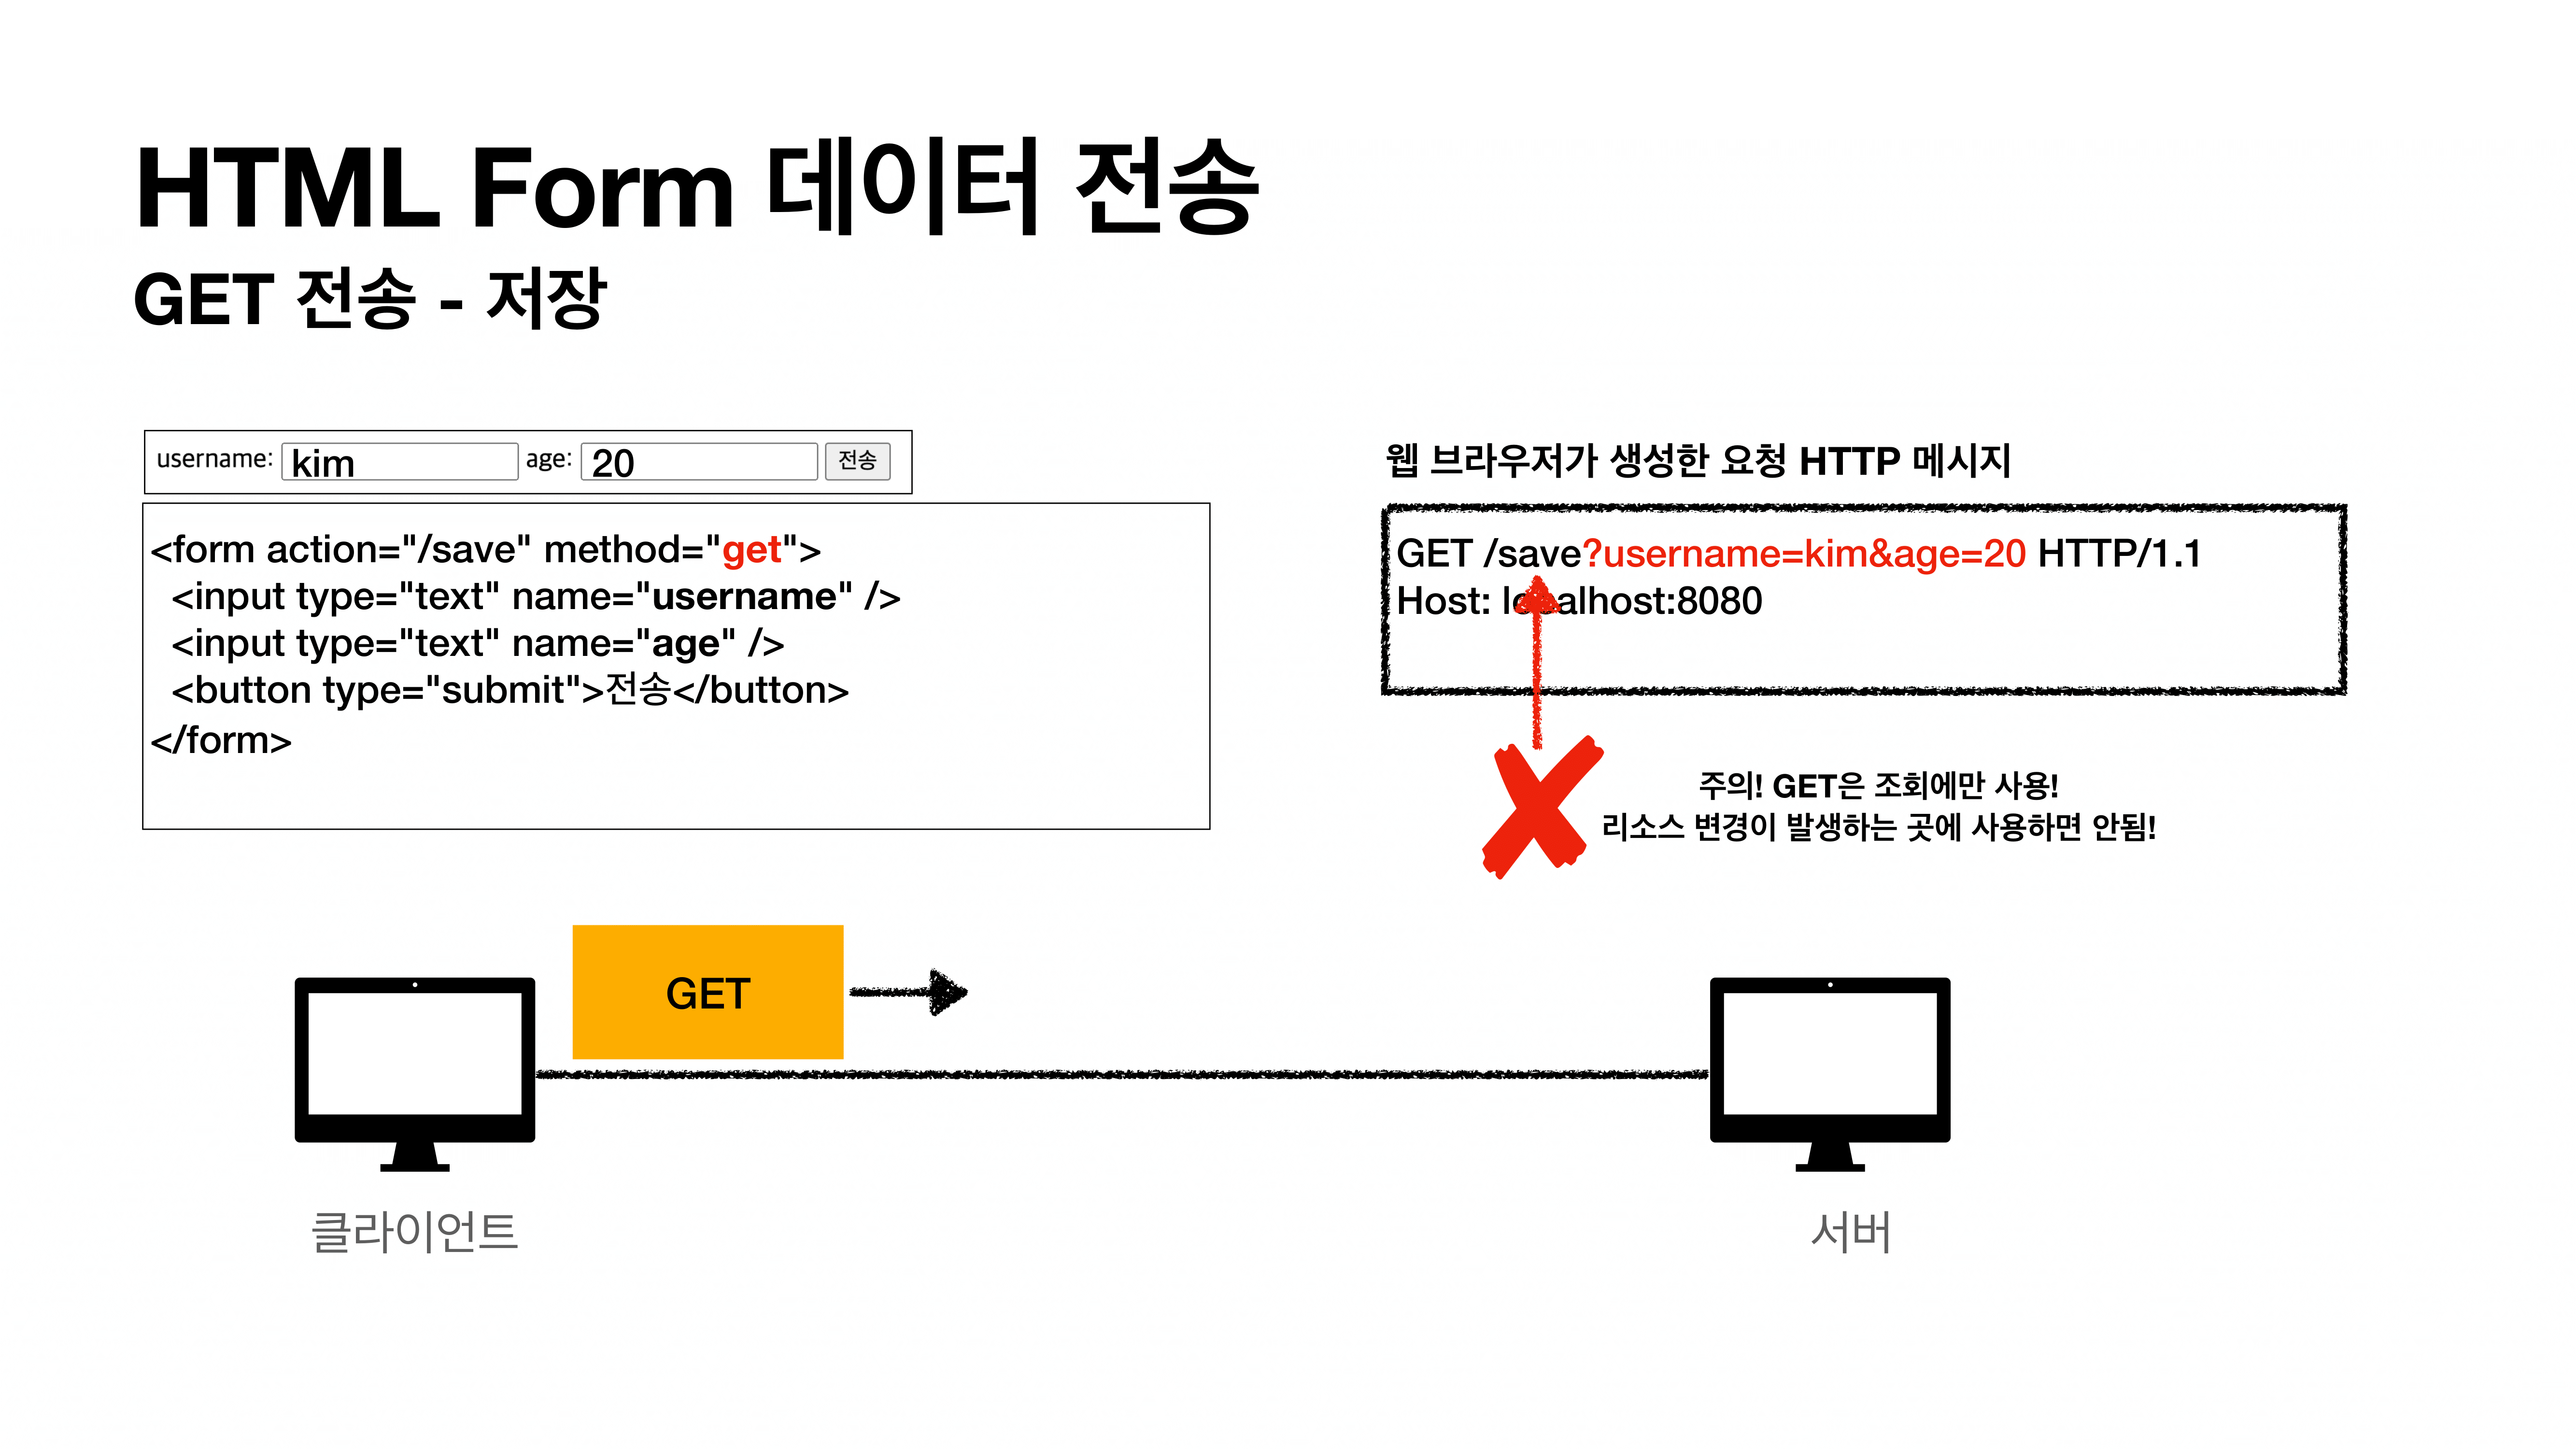 HTML Form 데이터 전송
GET 전송 - 저장
username: kim age: 20 전송
<form action="/save" method="get">
<input type="text" name="username" />
<input type="text" name="age" />
<button type="submit">전송</button>
</form>
웹 브라우저가 생성한 요청 HTTP 메시지
GET /save?username=kim&age=20 HTTP/1.1
Host: localhost:8080
주의! GET은 조회에만 사용!
리소스 변경이 발생하는 곳에 사용하면 안됨!
GET
클라이언트
서버